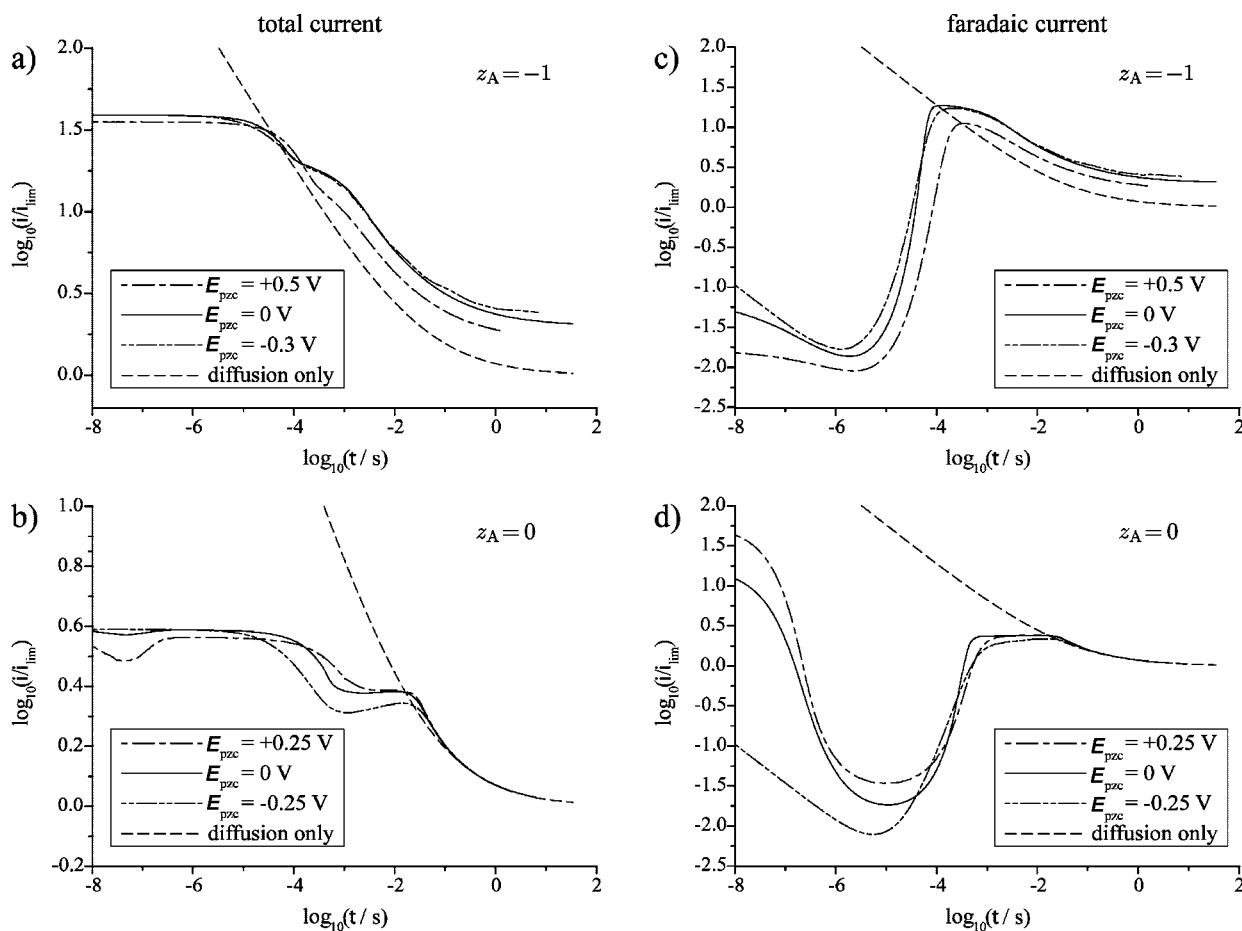 total current
a)
z_A = −1
log₁₀(i/i_lim)
2.0
1.5
1.0
0.5
0.0
E_pzc = +0.5 V
E_pzc = 0 V
E_pzc = -0.3 V
diffusion only
-8 -6 -4 -2 0 2
log₁₀(t / s)
faradaic current
c)
z_A = −1
log₁₀(i/i_lim)
2.0
1.5
1.0
0.5
0.0
-0.5
-1.0
-1.5
-2.0
-2.5
E_pzc = +0.5 V
E_pzc = 0 V
E_pzc = -0.3 V
diffusion only
-8 -6 -4 -2 0 2
log₁₀(t / s)
b)
z_A = 0
log₁₀(i/i_lim)
1.0
0.8
0.6
0.4
0.2
0.0
-0.2
E_pzc = +0.25 V
E_pzc = 0 V
E_pzc = -0.25 V
diffusion only
-8 -6 -4 -2 0 2
log₁₀(t / s)
d)
z_A = 0
log₁₀(i/i_lim)
2.0
1.5
1.0
0.5
0.0
-0.5
-1.0
-1.5
-2.0
-2.5
E_pzc = +0.25 V
E_pzc = 0 V
E_pzc = -0.25 V
diffusion only
-8 -6 -4 -2 0 2
log₁₀(t / s)